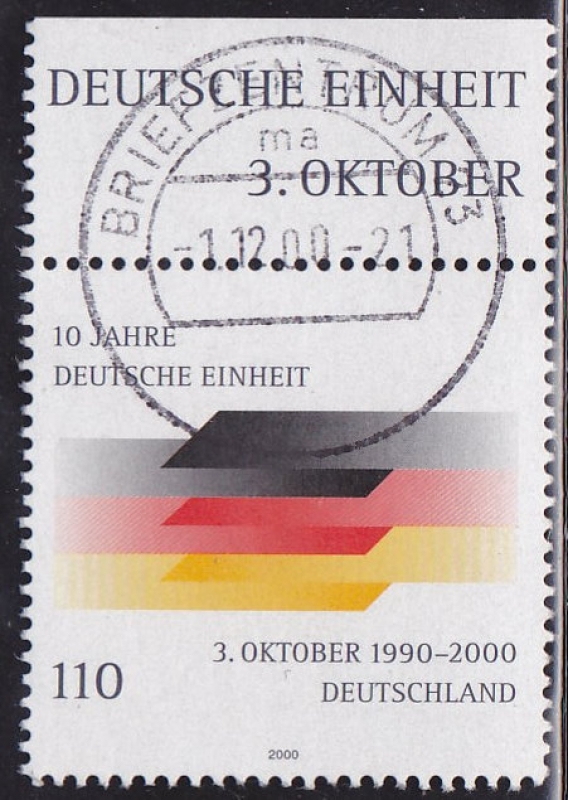 DEUTSCHE EINHEIT
3. OKTOBER
BRIEFZENTRUM
ma
-1.12.00-21
10 JAHRE
DEUTSCHE EINHEIT
3. OKTOBER 1990–2000
110
DEUTSCHLAND
2000